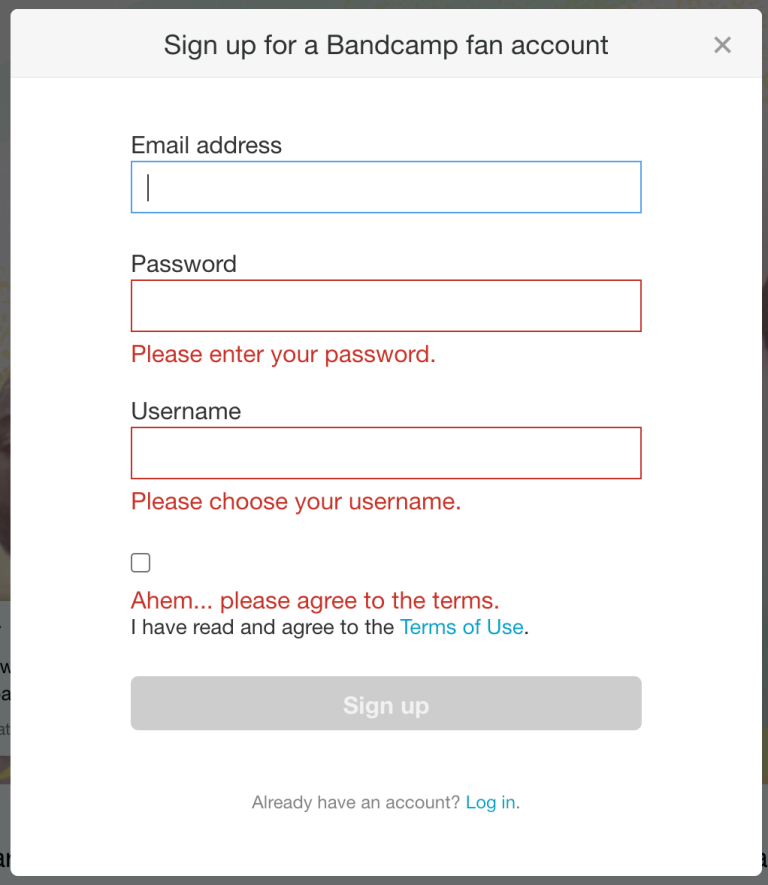 Sign up for a Bandcamp fan account
Email address
Password
Please enter your password.
Username
Please choose your username.
Ahem... please agree to the terms.
I have read and agree to the Terms of Use.
Sign up
Already have an account? Log in.